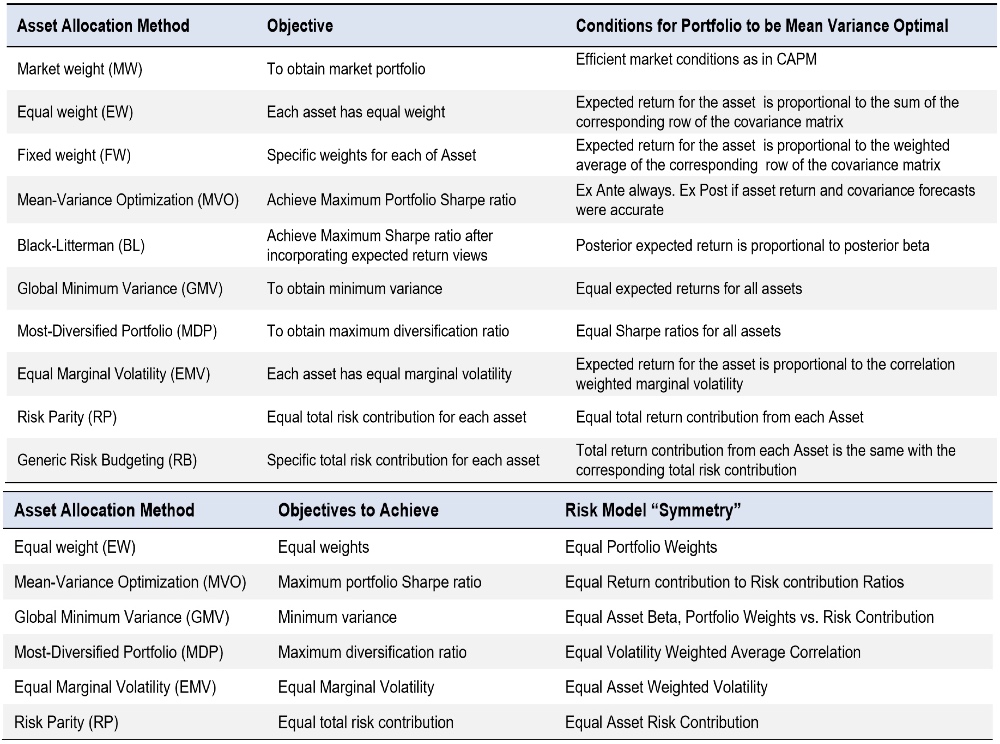 Asset Allocation Method Objective Conditions for Portfolio to be Mean Variance Optimal
Market weight (MW) To obtain market portfolio Efficient market conditions as in CAPM
Equal weight (EW) Each asset has equal weight Expected return for the asset is proportional to the sum of the
corresponding row of the covariance matrix
Fixed weight (FW) Specific weights for each of Asset Expected return for the asset is proportional to the weighted
average of the corresponding row of the covariance matrix
Mean-Variance Optimization (MVO) Achieve Maximum Portfolio Sharpe ratio Ex Ante always. Ex Post if asset return and covariance forecasts
were accurate
Black-Litterman (BL) Achieve Maximum Sharpe ratio after
incorporating expected return views Posterior expected return is proportional to posterior beta
Global Minimum Variance (GMV) To obtain minimum variance Equal expected returns for all assets
Most-Diversified Portfolio (MDP) To obtain maximum diversification ratio Equal Sharpe ratios for all assets
Equal Marginal Volatility (EMV) Each asset has equal marginal volatility Expected return for the asset is proportional to the correlation
weighted marginal volatility
Risk Parity (RP) Equal total risk contribution for each asset Equal total return contribution from each Asset
Generic Risk Budgeting (RB) Specific total risk contribution for each asset Total return contribution from each Asset is the same with the
corresponding total risk contribution
Asset Allocation Method Objectives to Achieve Risk Model “Symmetry”
Equal weight (EW) Equal weights Equal Portfolio Weights
Mean-Variance Optimization (MVO) Maximum portfolio Sharpe ratio Equal Return contribution to Risk contribution Ratios
Global Minimum Variance (GMV) Minimum variance Equal Asset Beta, Portfolio Weights vs. Risk Contribution
Most-Diversified Portfolio (MDP) Maximum diversification ratio Equal Volatility Weighted Average Correlation
Equal Marginal Volatility (EMV) Equal Marginal Volatility Equal Asset Weighted Volatility
Risk Parity (RP) Equal total risk contribution Equal Asset Risk Contribution